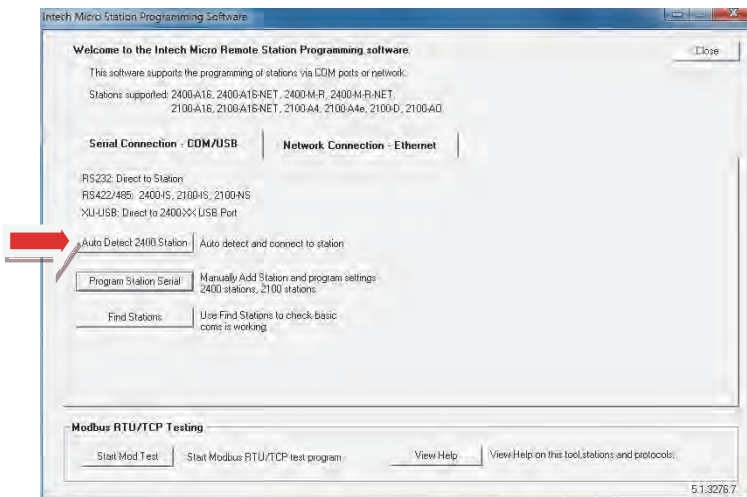 Intech Micro Station Programming Software
Welcome to the Intech Micro Remote Station Programming software.
Close
This software supports the programming of stations via COM ports or network.
Stations supported: 2400-A16, 2400-A16-NET, 2400-M-R, 2400-M-R-NET.
2100-A16, 2100-A16-NET, 2100-A4, 2100-A4e, 2100-D, 2100-AO.
Serial Connection - COM/USB
Network Connection - Ethernet
RS232: Direct to Station
RS422/485: 2400-IS, 2100-IS, 2100-NS
XU-USB: Direct to 2400-XX USB Port
Auto Detect 2400 Station
Auto detect and connect to station
Program Station Serial
Manually Add Station and program settings
2400 stations, 2100 stations
Find Stations
Use Find Stations to check basic
coms is working.
Modbus RTU/TCP Testing
Start Mod Test
Start Modbus RTU/TCP test program
View Help
View Help on this tool,stations and protocols.
5.1.3276.7